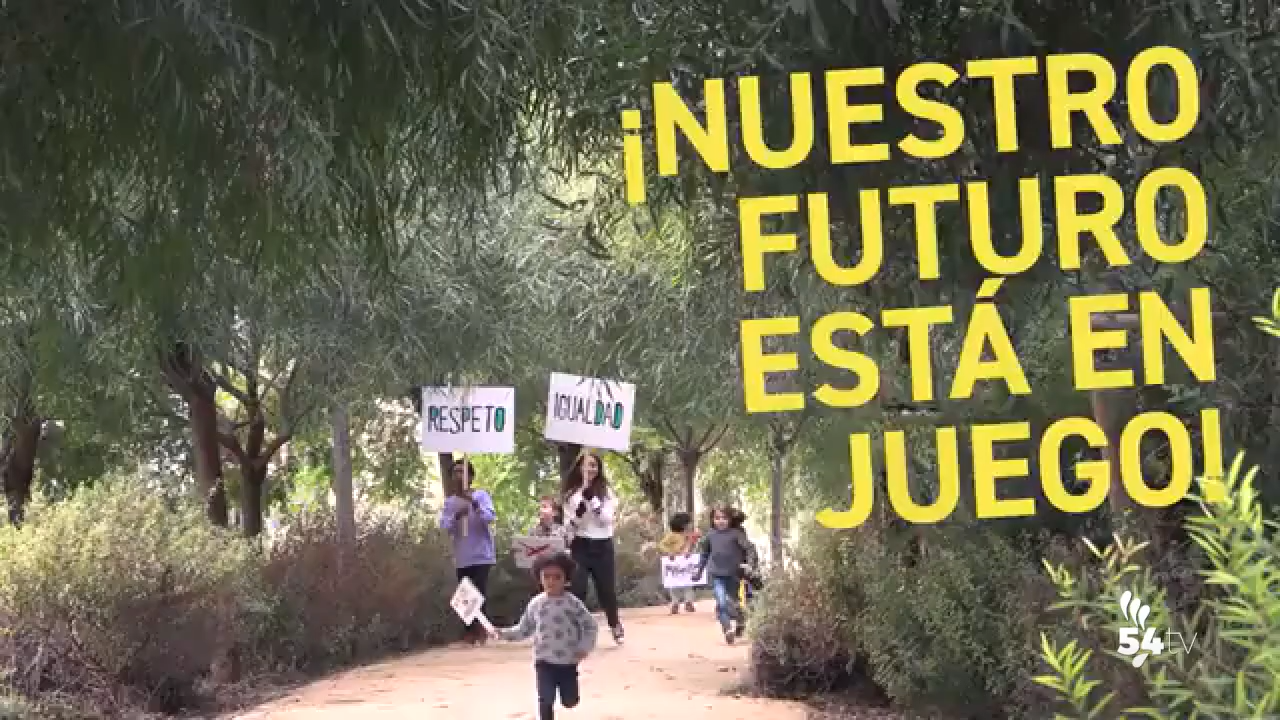 ¡NUESTRO
FUTURO
ESTÁ EN
JUEGO!
RESPETO
IGUALDAD
54TV